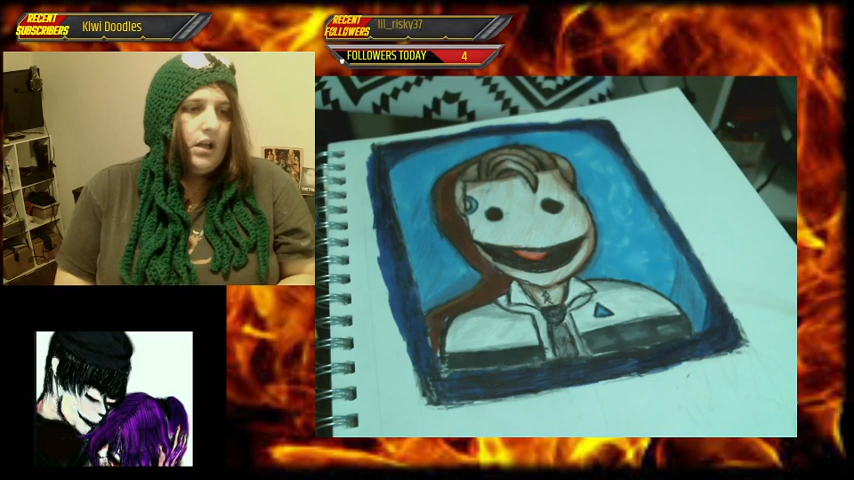 RECENT
SUBSCRIBERS
Kiwi Doodles
RECENT
FOLLOWERS
lil_risky37
FOLLOWERS TODAY
4